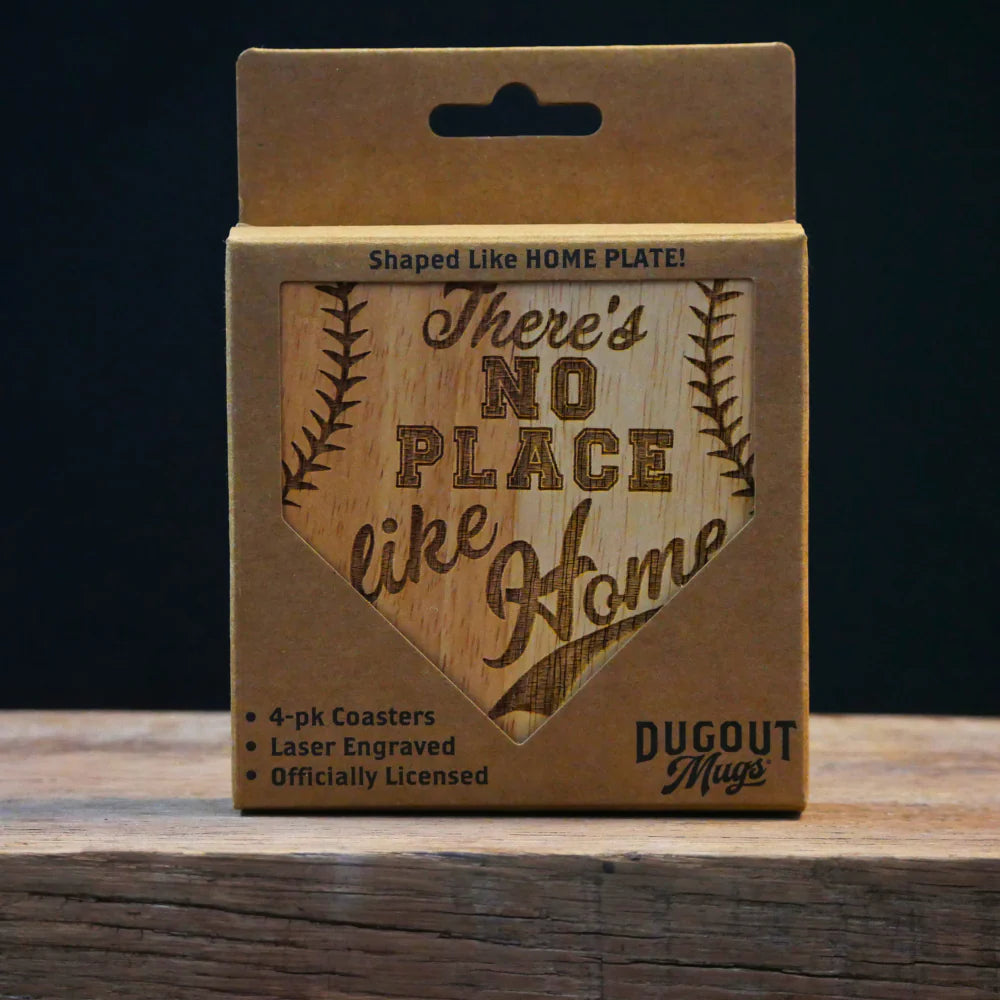 Shaped Like HOME PLATE!
There's
NO
PLACE
like Home
• 4-pk Coasters
• Laser Engraved
• Officially Licensed
DUGOUT
Mugs